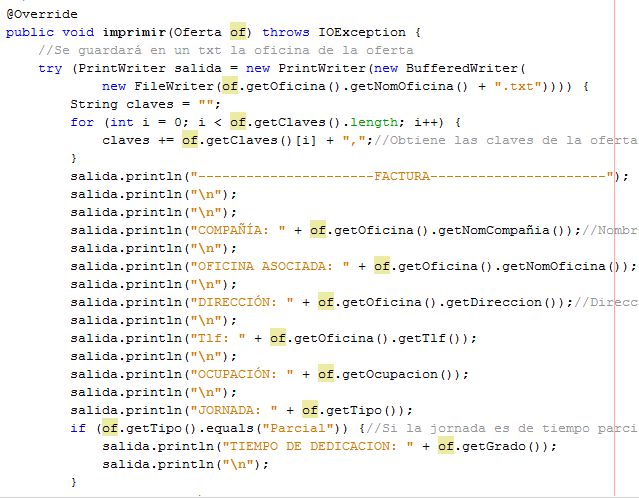 @Override
public void imprimir(Oferta of) throws IOException {
    //Se guardará en un txt la oficina de la oferta
    try (PrintWriter salida = new PrintWriter(new BufferedWriter(
            new FileWriter(of.getOficina().getNomOficina() + ".txt")))) {
        String claves = "";
        for (int i = 0; i < of.getClaves().length; i++) {
            claves += of.getClaves()[i] + ",";//Obtiene las claves de la oferta
        }
        salida.println("----------------------FACTURA----------------------");
        salida.println("\n");
        salida.println("\n");
        salida.println("COMPAÑÍA: " + of.getOficina().getNomCompañia());//Nombr
        salida.println("\n");
        salida.println("OFICINA ASOCIADA: " + of.getOficina().getNomOficina());
        salida.println("\n");
        salida.println("DIRECCIÓN: " + of.getOficina().getDireccion());//Direcc
        salida.println("\n");
        salida.println("Tlf: " + of.getOficina().getTlf());
        salida.println("\n");
        salida.println("OCUPACIÓN: " + of.getOcupacion());
        salida.println("\n");
        salida.println("JORNADA: " + of.getTipo());
        if (of.getTipo().equals("Parcial")) {//Si la jornada es de tiempo parci
            salida.println("TIEMPO DE DEDICACION: " + of.getGrado());
            salida.println("\n");
        }